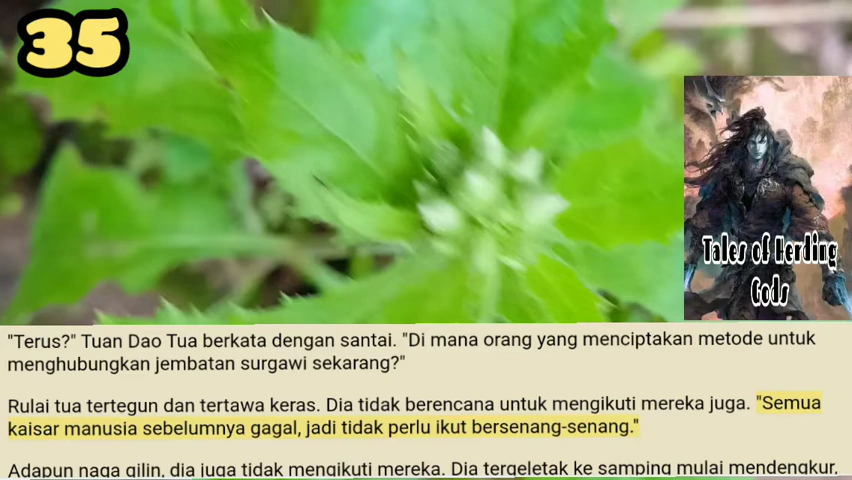 35
Tales of Herding
Gods
"Terus?" Tuan Dao Tua berkata dengan santai. "Di mana orang yang menciptakan metode untuk
menghubungkan jembatan surgawi sekarang?"
Rulai tua tertegun dan tertawa keras. Dia tidak berencana untuk mengikuti mereka juga. "Semua
kaisar manusia sebelumnya gagal, jadi tidak perlu ikut bersenang-senang."
Adapun naga qilin, dia juga tidak mengikuti mereka. Dia tergeletak ke samping mulai mendengkur,